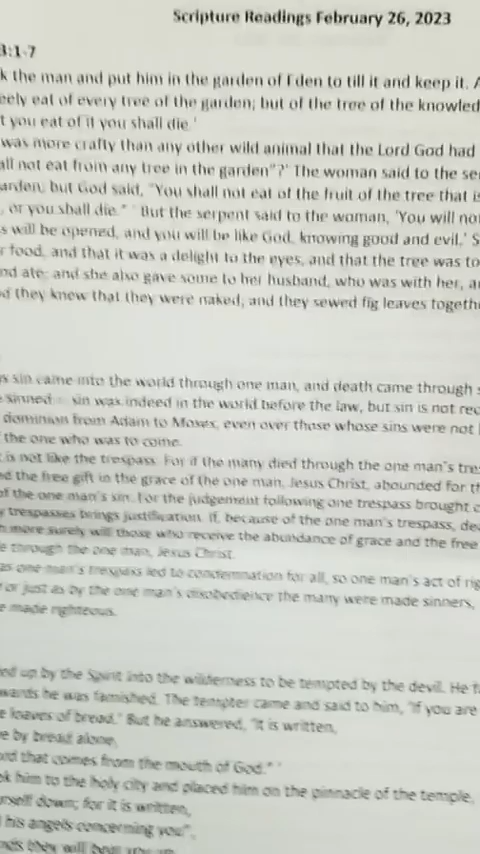 Scripture Readings February 26, 2023
3:1-7
k the man and put him in the garden of Eden to till it and keep it. A
eely eat of every tree of the garden; but of the tree of the knowled
t you eat of it you shall die.'
was more crafty than any other wild animal that the Lord God had
all not eat from any tree in the garden"?' The woman said to the se
arden; but God said, "You shall not eat of the fruit of the tree that is
, or you shall die."' But the serpent said to the woman, 'You will no
s will be opened, and you will be like God, knowing good and evil.' S
r food, and that it was a delight to the eyes, and that the tree was to
nd ate; and she also gave some to her husband, who was with her, a
d they knew that they were naked; and they sewed fig leaves togethe
s sin came into the world through one man, and death came through
e sinned sin was indeed in the world before the law, but sin is not rec
dominion from Adam to Moses, even over those whose sins were not
the one who was to come.
t is not like the trespass. For if the many died through the one man's tres
d the free gift in the grace of the one man, Jesus Christ, abounded for th
of the one man's sin. For the judgement following one trespass brought
y trespasses brings justification. If, because of the one man's trespass, dea
h more surely will those who receive the abundance of grace and the free
e through the one man, Jesus Christ.
as one man's trespass led to condemnation for all, so one man's act of rig
or just as by the one man's disobedience the many were made sinners,
e made righteous.
ed up by the Spirit into the wilderness to be tempted by the devil. He f
wards he was famished. The tempter came and said to him, 'If you are
e loaves of bread.' But he answered, 'It is written,
e by bread alone,
ord that comes from the mouth of God."'
ok him to the holy city and placed him on the pinnacle of the temple,
urself down; for it is written,
his angels concerning you",
nds they will bear you up